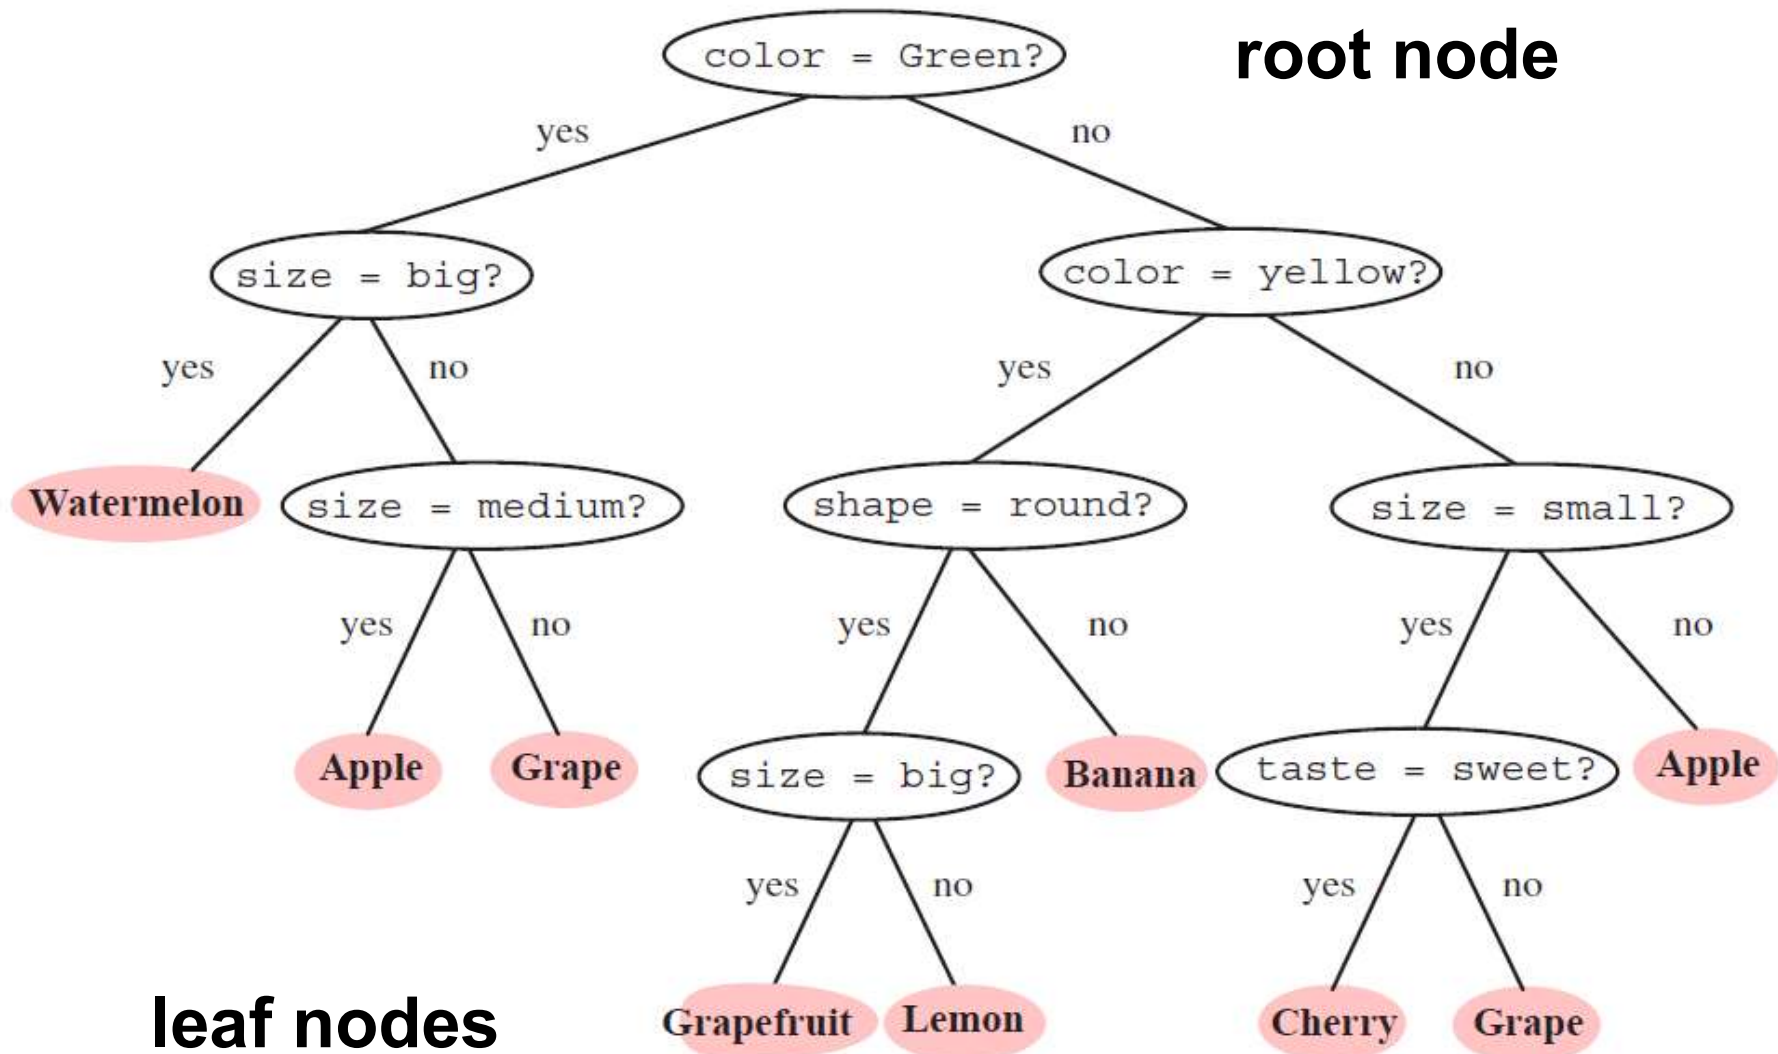 color = Green?
root node
yes
no
size = big?
color = yellow?
yes
no
yes
no
Watermelon
size = medium?
shape = round?
size = small?
yes
no
yes
no
yes
no
Apple
Grape
size = big?
Banana
taste = sweet?
Apple
yes
no
yes
no
leaf nodes
Grapefruit
Lemon
Cherry
Grape